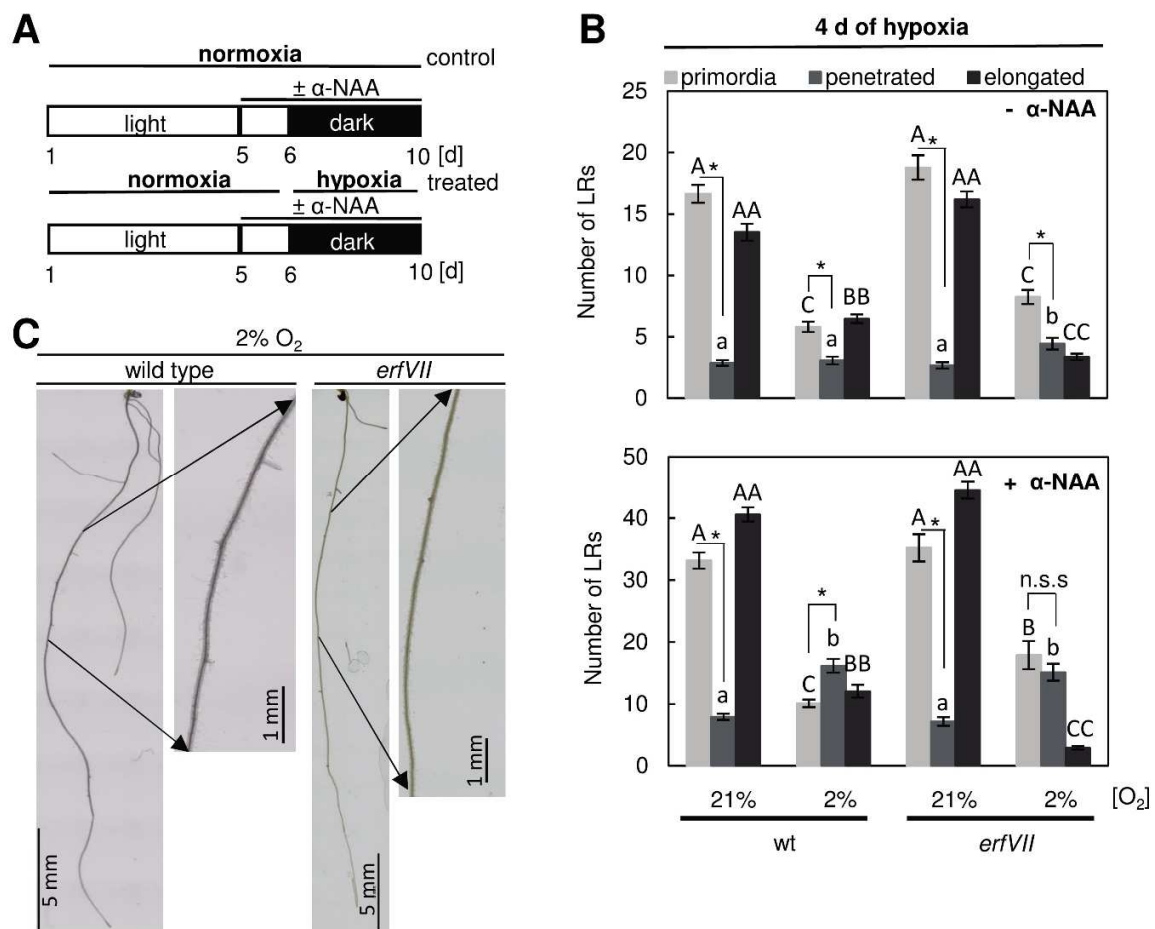 A
normoxia control
± α-NAA
light dark
1 5 6 10 [d]
normoxia hypoxia treated
± α-NAA
light dark
1 5 6 10 [d]
B
4 d of hypoxia
primordia penetrated elongated
- α-NAA
Number of LRs
25
20
15
10
5
0
A * a AA
C * a BB
A * a AA
C * b CC
+ α-NAA
Number of LRs
50
40
30
20
10
0
A * a AA
C * b BB
A * a AA
B n.s.s b CC
21% 2% 21% 2% [O₂]
wt erfVII
C
2% O₂
wild type erfVII
5 mm
1 mm
5 mm
1 mm